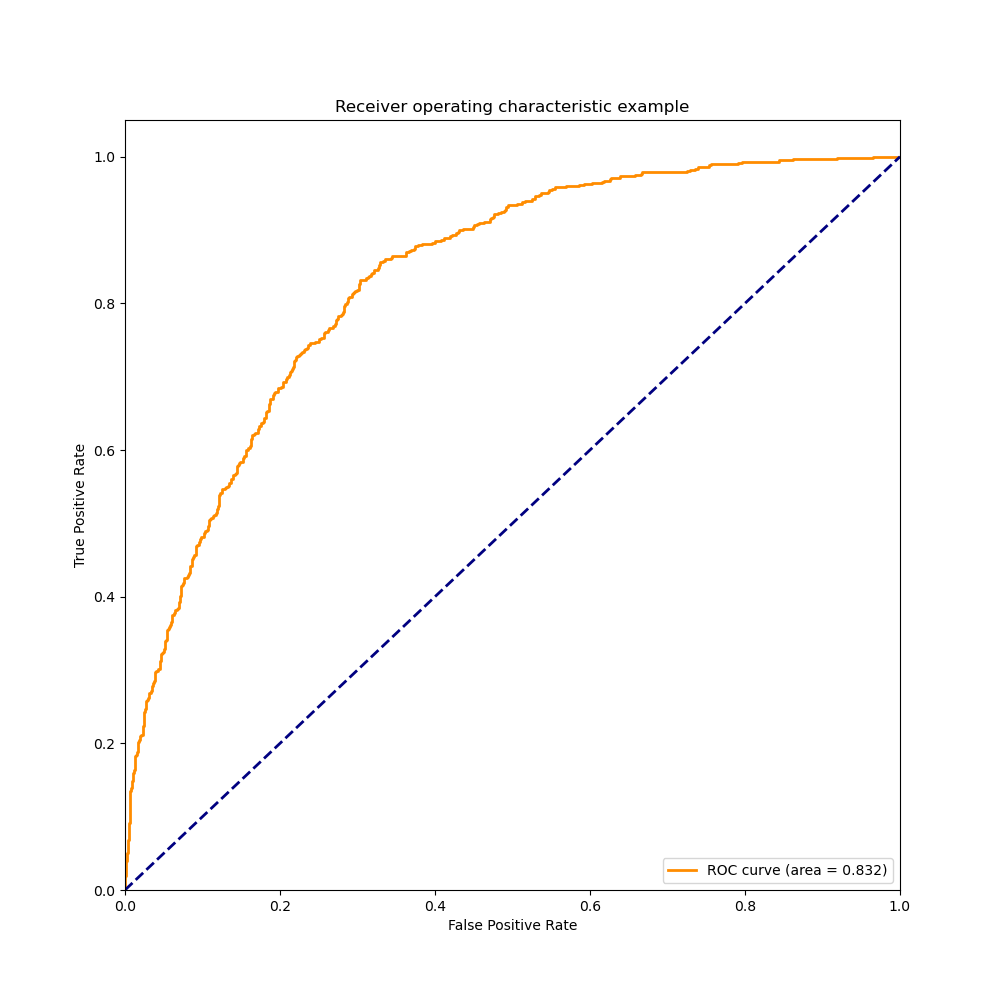 Receiver operating characteristic example
1.0
0.8
0.6
0.4
0.2
0.0
True Positive Rate
ROC curve (area = 0.832)
0.0 0.2 0.4 0.6 0.8 1.0
False Positive Rate